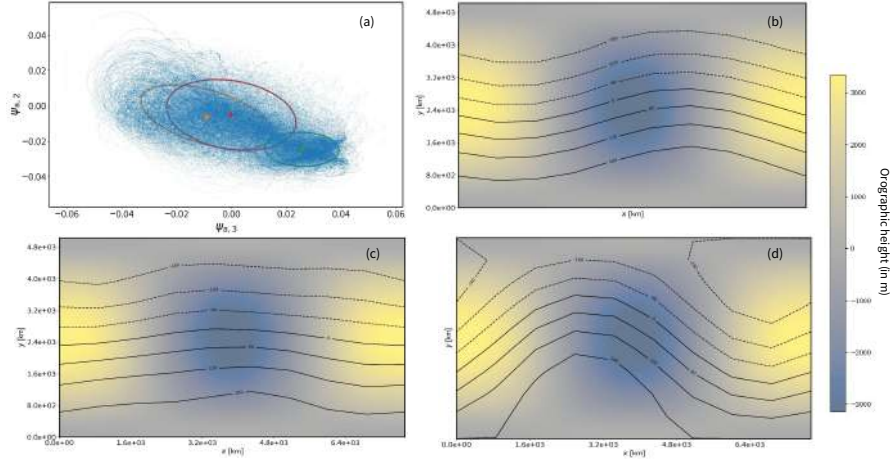 (a)
0.04
0.02
0.00
−0.02
−0.04
ψa, 2
−0.06
−0.04
−0.02
0.00
0.02
0.04
0.06
ψa, 3
(b)
4.8e+03
3.2e+03
2.4e+03
1.6e+03
8.0e+02
0.0e+00
y [km]
x [km]
(c)
4.8e+03
4.0e+03
3.2e+03
2.4e+03
1.6e+03
8.0e+02
0.0e+00
y [km]
0.0e+00
1.6e+03
3.2e+03
4.8e+03
6.4e+03
x [km]
(d)
y [km]
0.0e+00
1.6e+03
3.2e+03
4.8e+03
6.4e+03
x [km]
3000
2000
1000
0
−1000
−2000
−3000
Orographic height (in m)